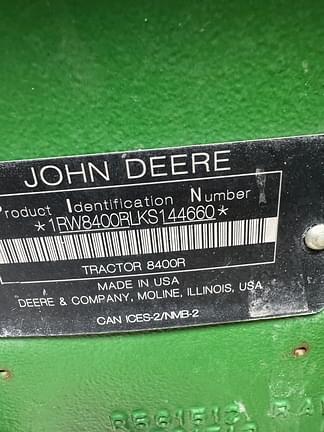 JOHN DEERE
Product Identification Number
*1RW8400RLKS144660*
TRACTOR 8400R
MADE IN USA
DEERE & COMPANY, MOLINE, ILLINOIS, USA
CAN ICES-2/NMB-2